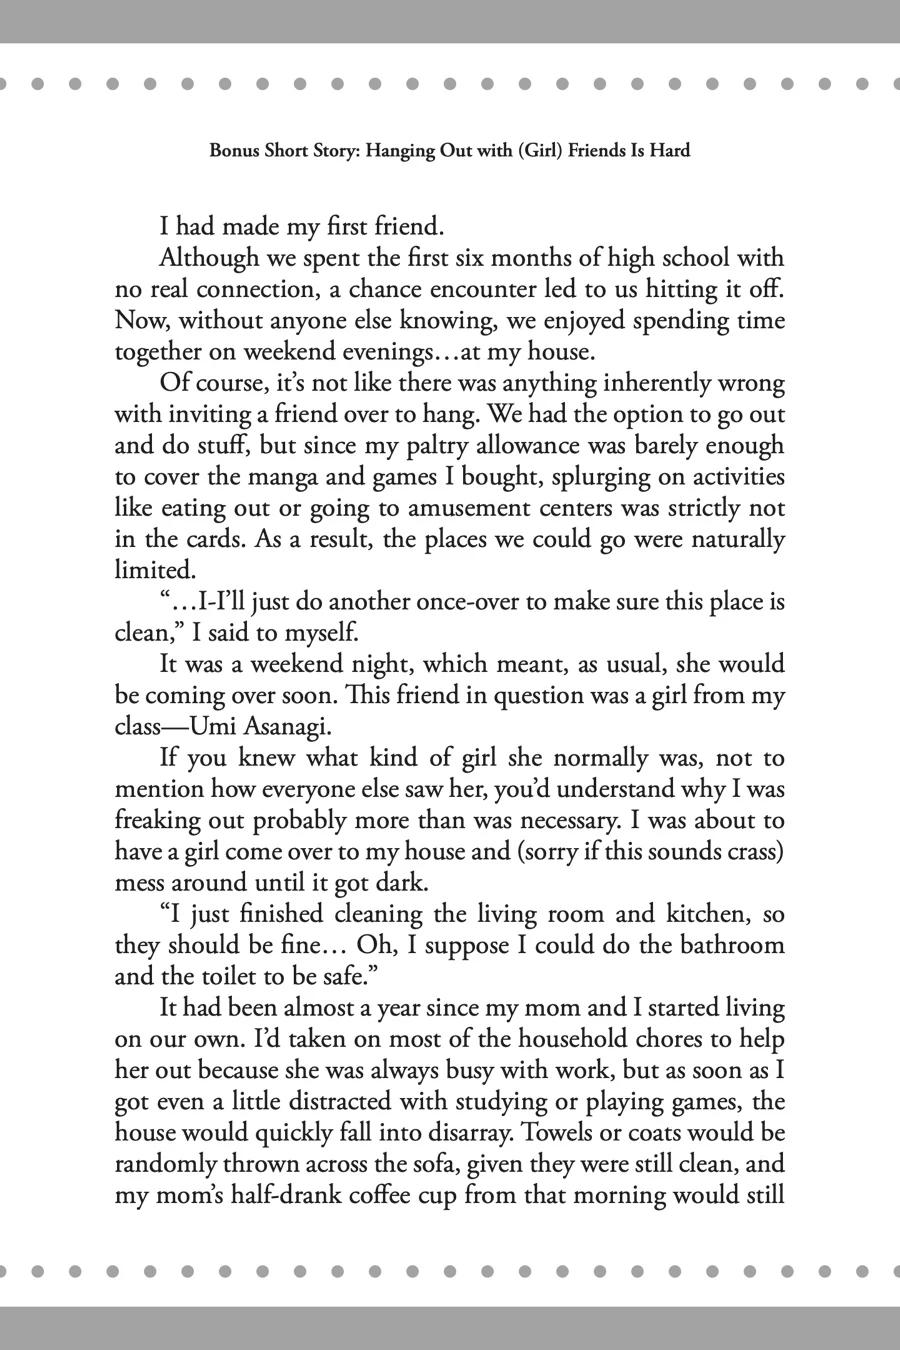 Bonus Short Story: Hanging Out with (Girl) Friends Is Hard
I had made my first friend.
Although we spent the first six months of high school with
no real connection, a chance encounter led to us hitting it off.
Now, without anyone else knowing, we enjoyed spending time
together on weekend evenings…at my house.
Of course, it’s not like there was anything inherently wrong
with inviting a friend over to hang. We had the option to go out
and do stuff, but since my paltry allowance was barely enough
to cover the manga and games I bought, splurging on activities
like eating out or going to amusement centers was strictly not
in the cards. As a result, the places we could go were naturally
limited.
“…I-I’ll just do another once-over to make sure this place is
clean,” I said to myself.
It was a weekend night, which meant, as usual, she would
be coming over soon. This friend in question was a girl from my
class—Umi Asanagi.
If you knew what kind of girl she normally was, not to
mention how everyone else saw her, you’d understand why I was
freaking out probably more than was necessary. I was about to
have a girl come over to my house and (sorry if this sounds crass)
mess around until it got dark.
“I just finished cleaning the living room and kitchen, so
they should be fine… Oh, I suppose I could do the bathroom
and the toilet to be safe.”
It had been almost a year since my mom and I started living
on our own. I’d taken on most of the household chores to help
her out because she was always busy with work, but as soon as I
got even a little distracted with studying or playing games, the
house would quickly fall into disarray. Towels or coats would be
randomly thrown across the sofa, given they were still clean, and
my mom’s half-drank coffee cup from that morning would still